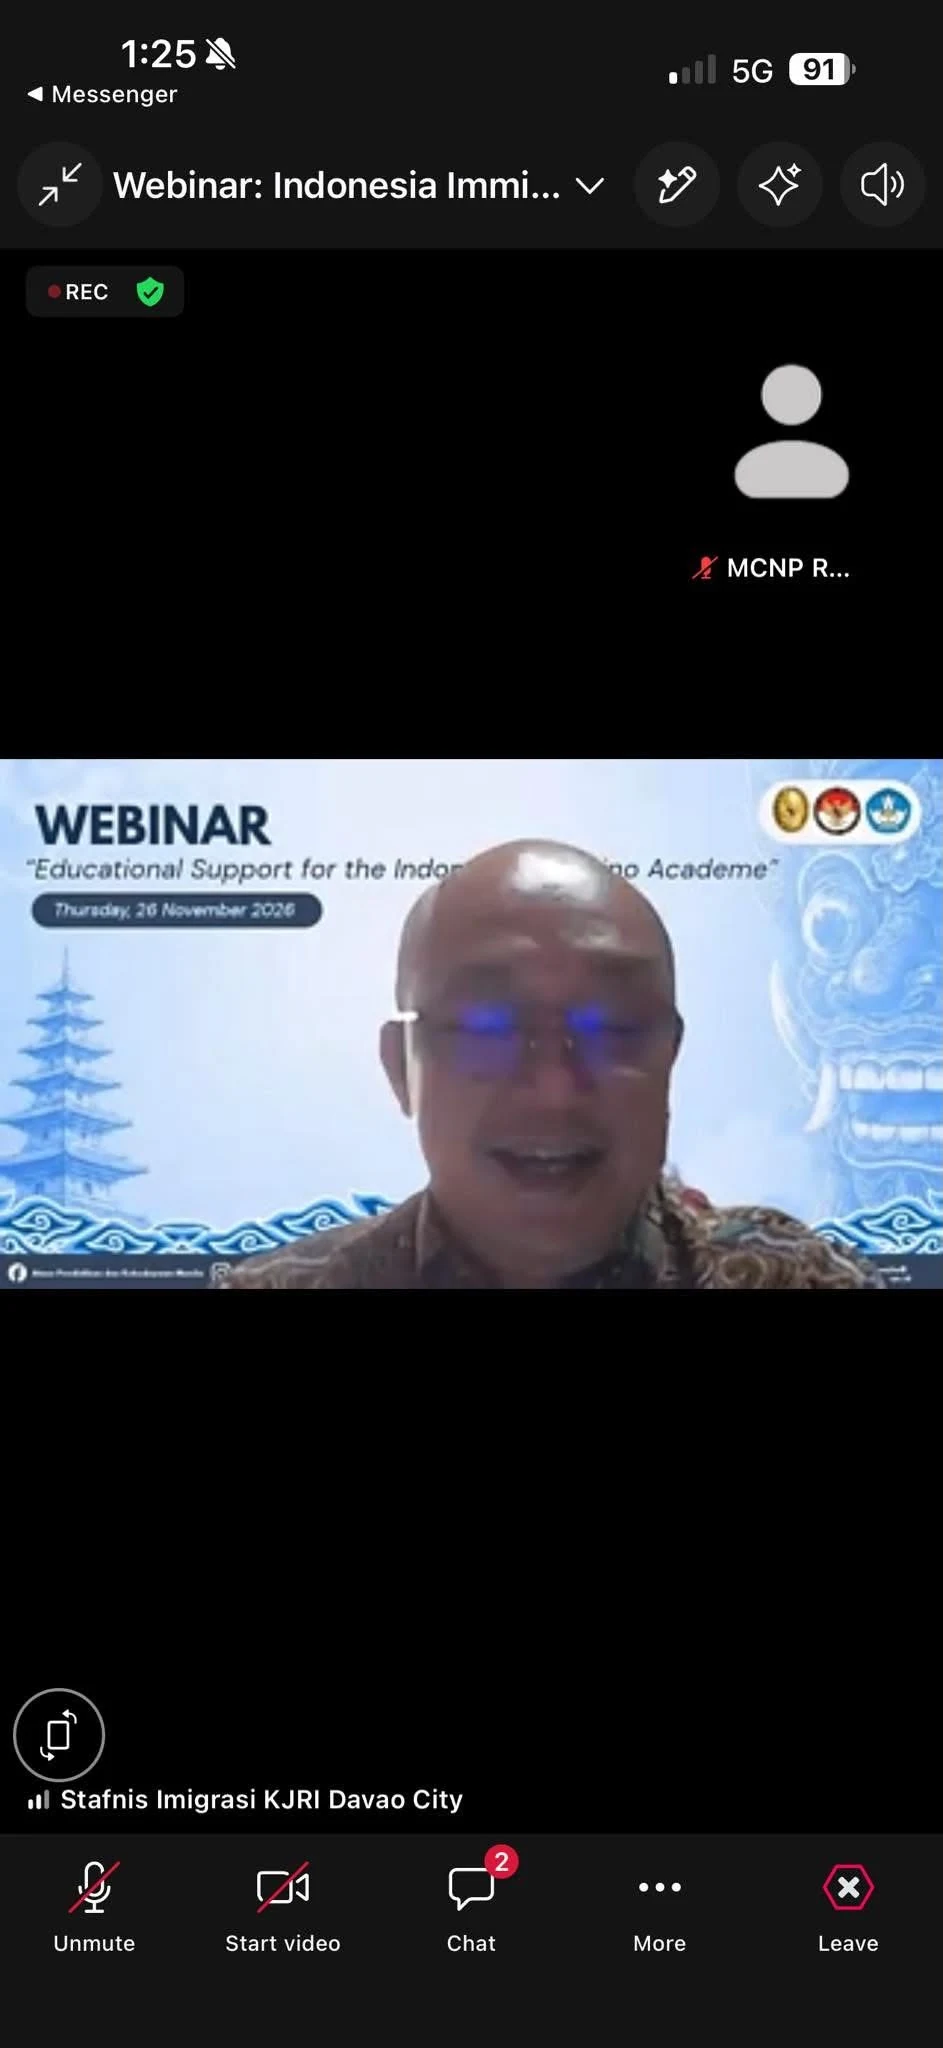 1:25
5G 91
◀ Messenger
Webinar: Indonesia Immi...
REC
MCNP R...
WEBINAR
"Educational Support for the Indo no Academe"
Thursday, 26 November 2026
Stafnis Imigrasi KJRI Davao City
2
Unmute
Start video
Chat
More
Leave